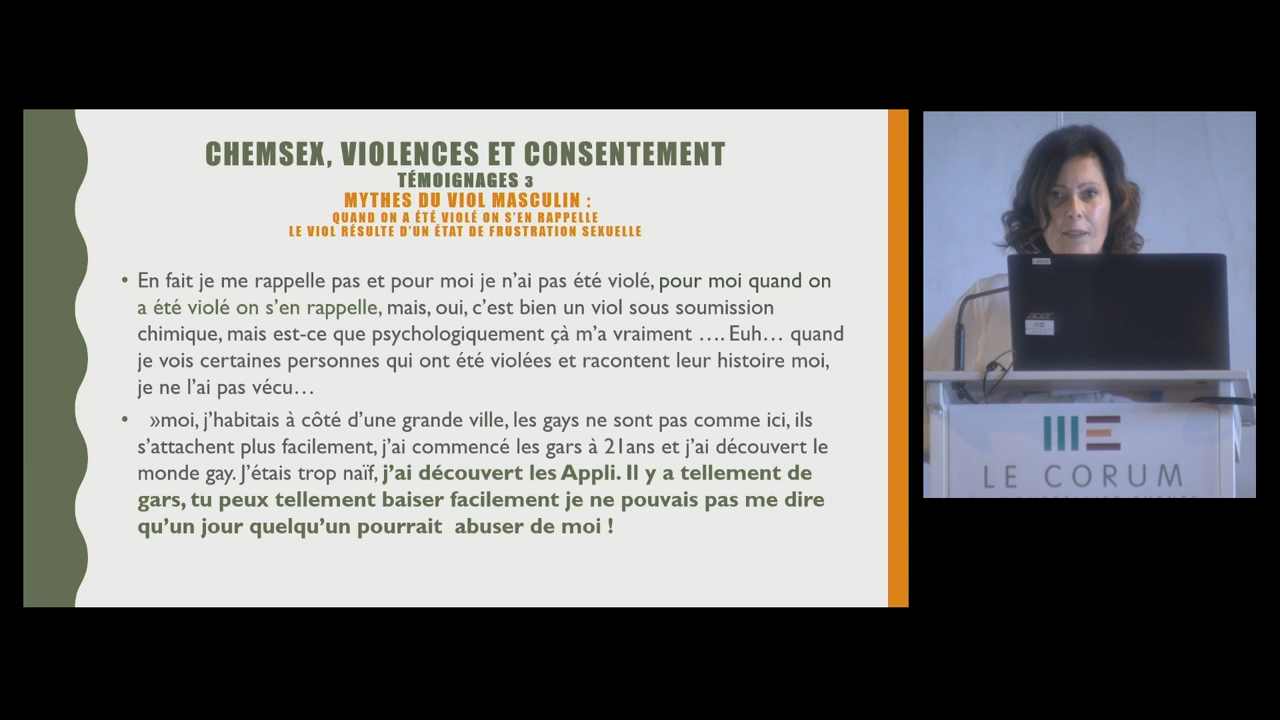 CHEMSEX, VIOLENCES ET CONSENTEMENT
TÉMOIGNAGES 3
MYTHES DU VIOL MASCULIN :
QUAND ON A ÉTÉ VIOLÉ ON S'EN RAPPELLE
LE VIOL RÉSULTE D'UN ÉTAT DE FRUSTRATION SEXUELLE
• En fait je me rappelle pas et pour moi je n'ai pas été violé, pour moi quand on
a été violé on s'en rappelle, mais, oui, c'est bien un viol sous soumission
chimique, mais est-ce que psychologiquement çà m'a vraiment …. Euh… quand
je vois certaines personnes qui ont été violées et racontent leur histoire moi,
je ne l'ai pas vécu…
• »moi, j'habitais à côté d'une grande ville, les gays ne sont pas comme ici, ils
s'attachent plus facilement, j'ai commencé les gars à 21ans et j'ai découvert le
monde gay. J'étais trop naïf, j'ai découvert les Appli. Il y a tellement de
gars, tu peux tellement baiser facilement je ne pouvais pas me dire
qu'un jour quelqu'un pourrait abuser de moi !
acer
LE CORUM